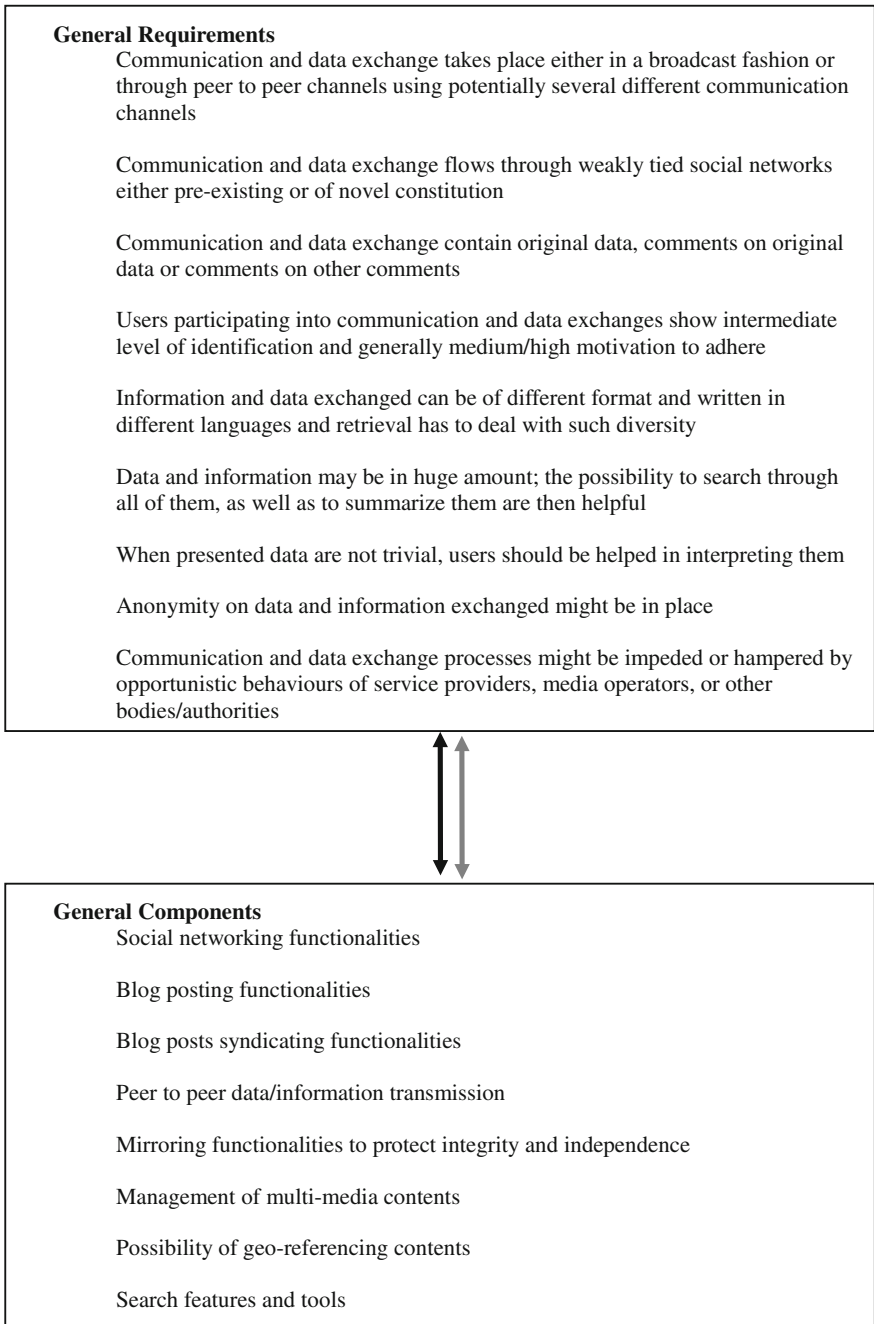 General Requirements
Communication and data exchange takes place either in a broadcast fashion or
through peer to peer channels using potentially several different communication
channels
Communication and data exchange flows through weakly tied social networks
either pre-existing or of novel constitution
Communication and data exchange contain original data, comments on original
data or comments on other comments
Users participating into communication and data exchanges show intermediate
level of identification and generally medium/high motivation to adhere
Information and data exchanged can be of different format and written in
different languages and retrieval has to deal with such diversity
Data and information may be in huge amount; the possibility to search through
all of them, as well as to summarize them are then helpful
When presented data are not trivial, users should be helped in interpreting them
Anonymity on data and information exchanged might be in place
Communication and data exchange processes might be impeded or hampered by
opportunistic behaviours of service providers, media operators, or other
bodies/authorities
General Components
Social networking functionalities
Blog posting functionalities
Blog posts syndicating functionalities
Peer to peer data/information transmission
Mirroring functionalities to protect integrity and independence
Management of multi-media contents
Possibility of geo-referencing contents
Search features and tools